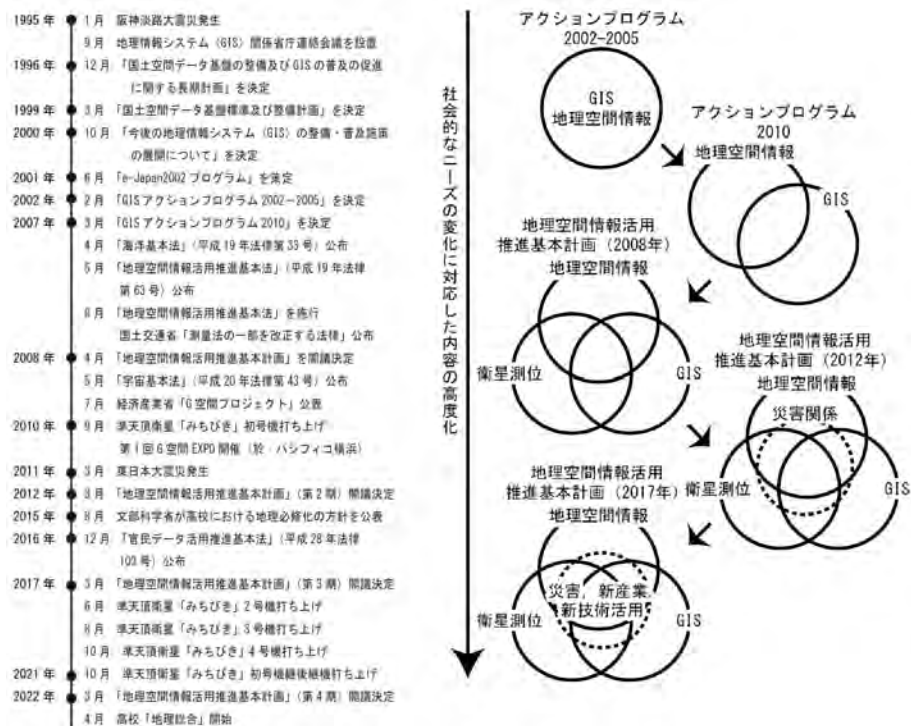 1995年 1月 阪神淡路大震災発生
9月 地理情報システム（GIS）関係省庁連絡会議を設置
1996年 12月 「国土空間データ基盤の整備及びGISの普及の促進
に関する長期計画」を決定
1999年 3月 「国土空間データ基盤標準及び整備計画」を決定
2000年 10月 「今後の地理情報システム（GIS）の整備・普及施策
の展開について」を決定
2001年 6月 「e-Japan2002プログラム」を策定
2002年 2月 「GISアクションプログラム2002－2005」を決定
2007年 3月 「GISアクションプログラム2010」を決定
4月 「海洋基本法」（平成19年法律第33号）公布
5月 「地理空間情報活用推進基本法」（平成19年法律
第63号）公布
8月 「地理空間情報活用推進基本法」を施行
国土交通省「測量法の一部を改正する法律」公布
2008年 4月 「地理空間情報活用推進基本計画」を閣議決定
5月 「宇宙基本法」（平成20年法律第43号）公布
7月 経済産業省「G空間プロジェクト」公表
2010年 9月 準天頂衛星「みちびき」初号機打ち上げ
第1回G空間EXPO開催（於・パシフィコ横浜）
2011年 3月 東日本大震災発生
2012年 3月 「地理空間情報活用推進基本計画」（第2期）閣議決定
2015年 8月 文部科学省が高校における地理必修化の方針を公表
2016年 12月 「官民データ活用推進基本法」（平成28年法律
103号）公布
2017年 3月 「地理空間情報活用推進基本計画」（第3期）閣議決定
6月 準天頂衛星「みちびき」2号機打ち上げ
8月 準天頂衛星「みちびき」3号機打ち上げ
10月 準天頂衛星「みちびき」4号機打ち上げ
2021年 10月 準天頂衛星「みちびき」初号機継後継機打ち上げ
2022年 3月 「地理空間情報活用推進基本計画」（第4期）閣議決定
4月 高校「地理総合」開始
社会的なニーズの変化に対応した内容の高度化
アクションプログラム
2002-2005
GIS
地理空間情報
アクションプログラム
2010
地理空間情報
GIS
地理空間情報活用
推進基本計画（2008年）
地理空間情報
衛星測位
GIS
地理空間情報活用
推進基本計画（2012年）
地理空間情報
災害関係
衛星測位
GIS
地理空間情報活用
推進基本計画（2017年）
地理空間情報
災害，新産業
新技術活用
衛星測位
GIS